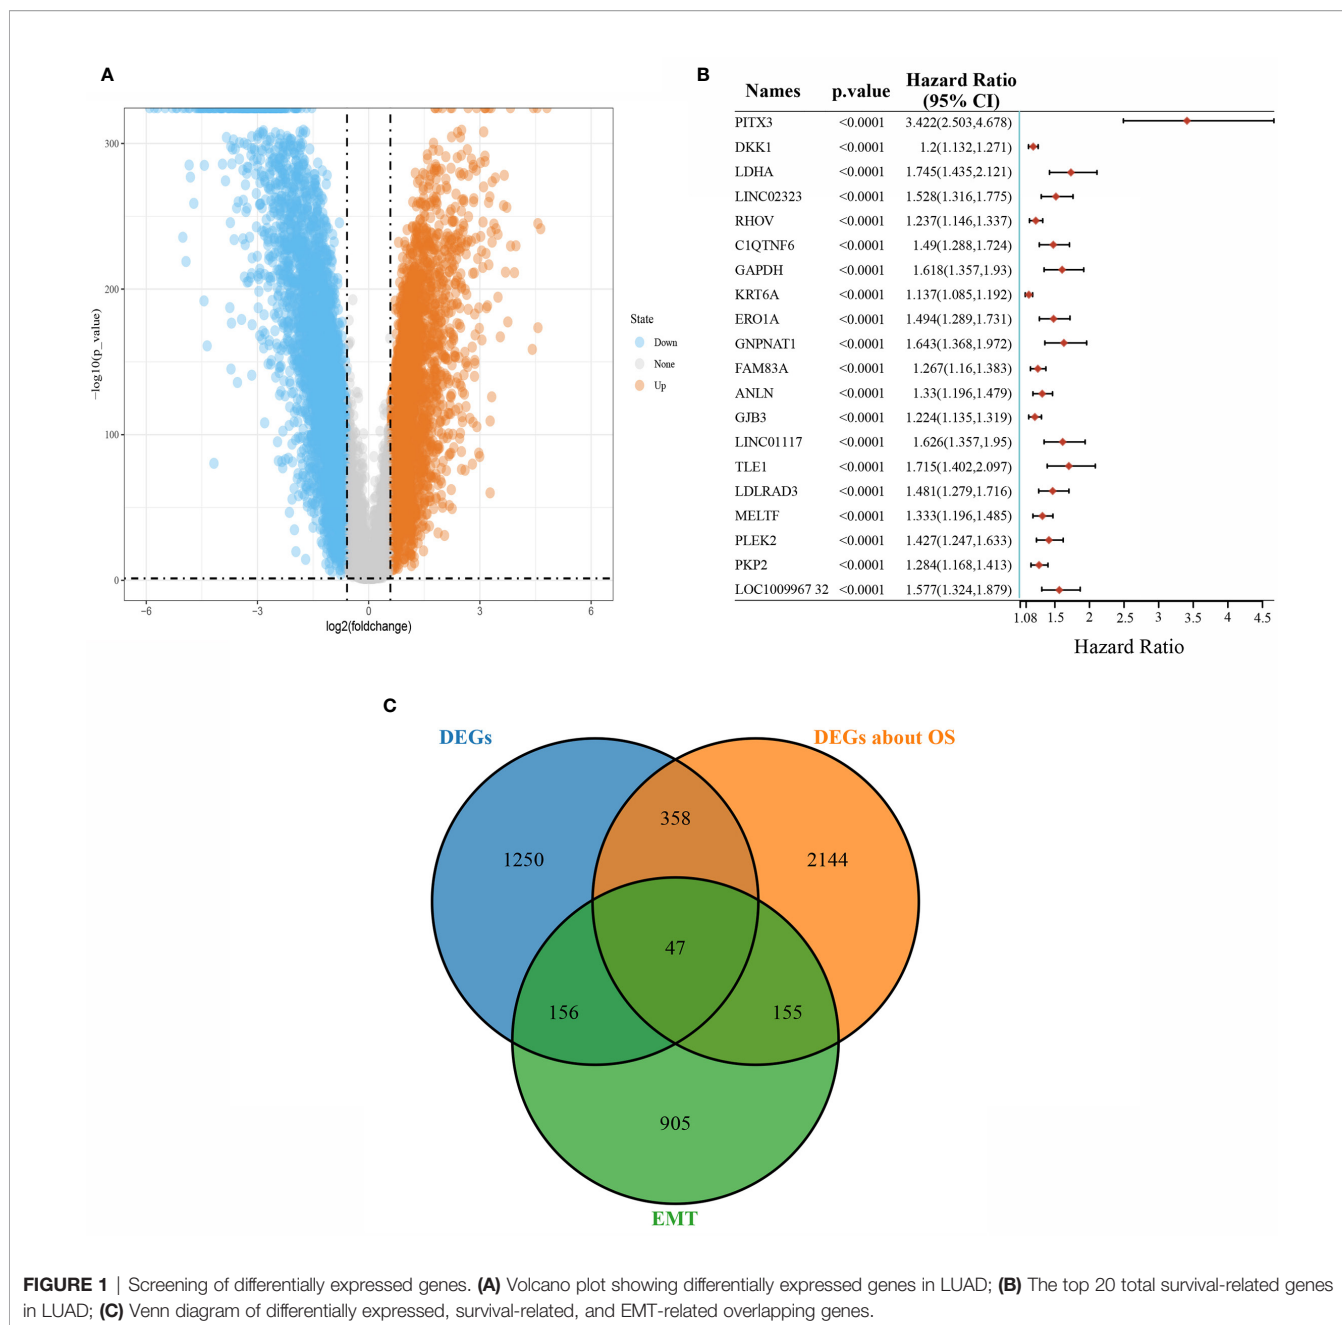 A
300
200
100
0
−log10(p_value)
−6 −3 0 3 6
log2(foldchange)
State
Down
None
Up
B
Names p.value Hazard Ratio
(95% CI)
PITX3 <0.0001 3.422(2.503,4.678)
DKK1 <0.0001 1.2(1.132,1.271)
LDHA <0.0001 1.745(1.435,2.121)
LINC02323 <0.0001 1.528(1.316,1.775)
RHOV <0.0001 1.237(1.146,1.337)
C1QTNF6 <0.0001 1.49(1.288,1.724)
GAPDH <0.0001 1.618(1.357,1.93)
KRT6A <0.0001 1.137(1.085,1.192)
ERO1A <0.0001 1.494(1.289,1.731)
GNPNAT1 <0.0001 1.643(1.368,1.972)
FAM83A <0.0001 1.267(1.16,1.383)
ANLN <0.0001 1.33(1.196,1.479)
GJB3 <0.0001 1.224(1.135,1.319)
LINC01117 <0.0001 1.626(1.357,1.95)
TLE1 <0.0001 1.715(1.402,2.097)
LDLRAD3 <0.0001 1.481(1.279,1.716)
MELTF <0.0001 1.333(1.196,1.485)
PLEK2 <0.0001 1.427(1.247,1.633)
PKP2 <0.0001 1.284(1.168,1.413)
LOC1009967 32 <0.0001 1.577(1.324,1.879)
1.08 1.5 2 2.5 3 3.5 4 4.5
Hazard Ratio
C
DEGs DEGs about OS
358
1250 2144
47
156 155
905
EMT
FIGURE 1 | Screening of differentially expressed genes. (A) Volcano plot showing differentially expressed genes in LUAD; (B) The top 20 total survival-related genes
in LUAD; (C) Venn diagram of differentially expressed, survival-related, and EMT-related overlapping genes.